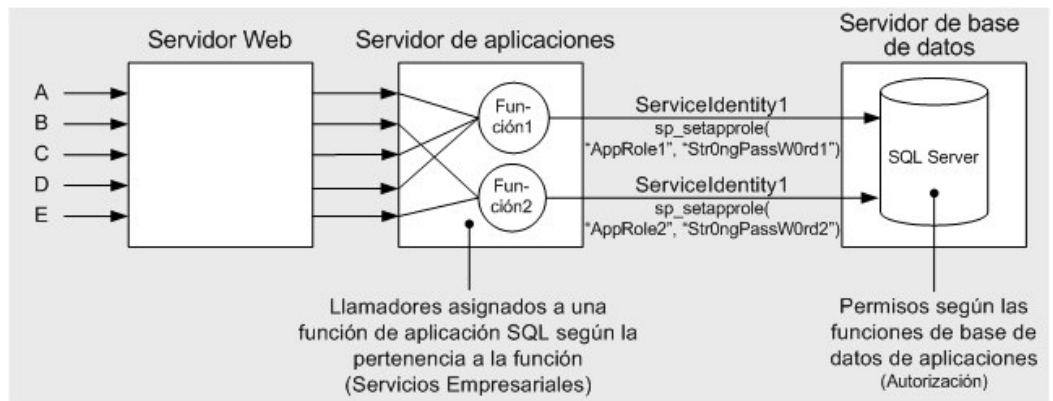 Servidor Web
Servidor de aplicaciones
Servidor de base
de datos
A
B
C
D
E
Fun-
ción1
Fun-
ción2
ServiceIdentity1
sp_setapprole(
“AppRole1”, “Str0ngPassW0rd1”)
ServiceIdentity1
sp_setapprole(
“AppRole2”, “Str0ngPassW0rd2”)
SQL Server
Llamadores asignados a una
función de aplicación SQL según la
pertenencia a la función
(Servicios Empresariales)
Permisos según las
funciones de base de
datos de aplicaciones
(Autorización)